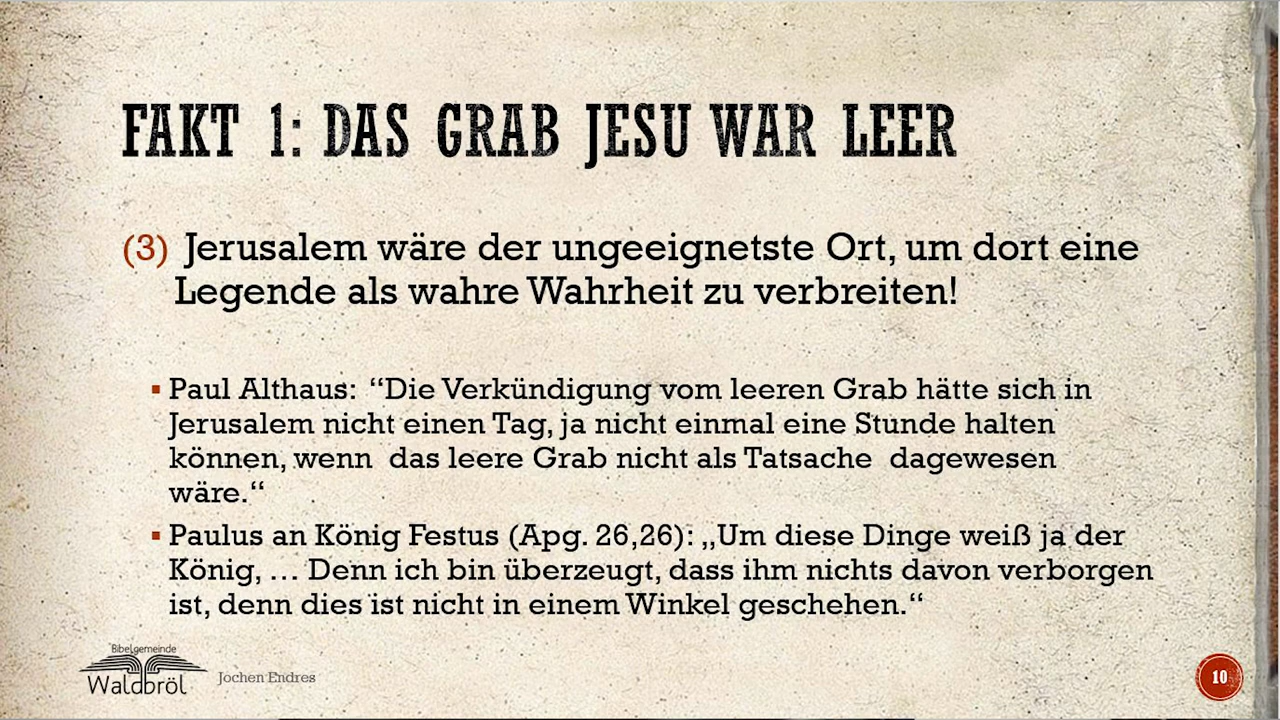 FAKT 1: DAS GRAB JESU WAR LEER
(3) Jerusalem wäre der ungeeignetste Ort, um dort eine
Legende als wahre Wahrheit zu verbreiten!
▪ Paul Althaus: “Die Verkündigung vom leeren Grab hätte sich in
Jerusalem nicht einen Tag, ja nicht einmal eine Stunde halten
können, wenn das leere Grab nicht als Tatsache dagewesen
wäre.“
▪ Paulus an König Festus (Apg. 26,26): „Um diese Dinge weiß ja der
König, … Denn ich bin überzeugt, dass ihm nichts davon verborgen
ist, denn dies ist nicht in einem Winkel geschehen.“
Bibelgemeinde
Waldbröl
Jochen Endres
10